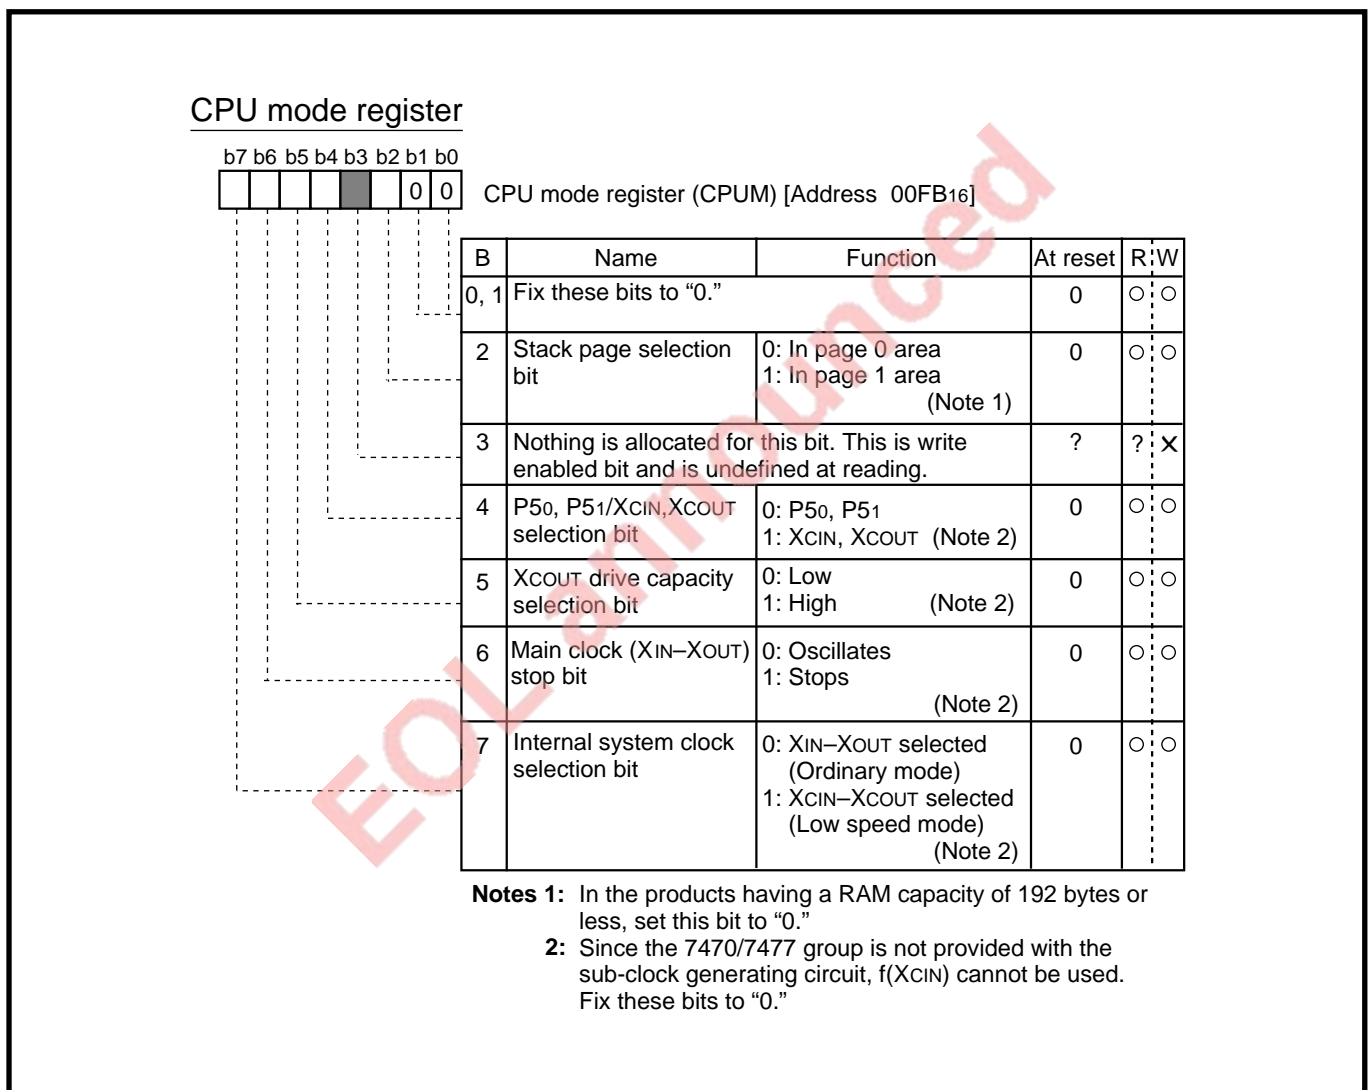 CPU mode register
b7 b6 b5 b4 b3 b2 b1 b0
0 0
CPU mode register (CPUM) [Address 00FB16]
B Name Function At reset R W
0, 1 Fix these bits to “0.” 0 ○ ○
2 Stack page selection bit 0: In page 0 area 0 ○ ○
1: In page 1 area
(Note 1)
3 Nothing is allocated for this bit. This is write ? ? ×
enabled bit and is undefined at reading.
4 P50, P51/XCIN,XCOUT selection bit 0: P50, P51 0 ○ ○
1: XCIN, XCOUT (Note 2)
5 XCOUT drive capacity selection bit 0: Low 0 ○ ○
1: High (Note 2)
6 Main clock (XIN–XOUT) stop bit 0: Oscillates 0 ○ ○
1: Stops
(Note 2)
7 Internal system clock selection bit 0: XIN–XOUT selected 0 ○ ○
(Ordinary mode)
1: XCIN–XCOUT selected
(Low speed mode)
(Note 2)
Notes 1: In the products having a RAM capacity of 192 bytes or
less, set this bit to “0.”
2: Since the 7470/7477 group is not provided with the
sub-clock generating circuit, f(XCIN) cannot be used.
Fix these bits to “0.”
EOL announced